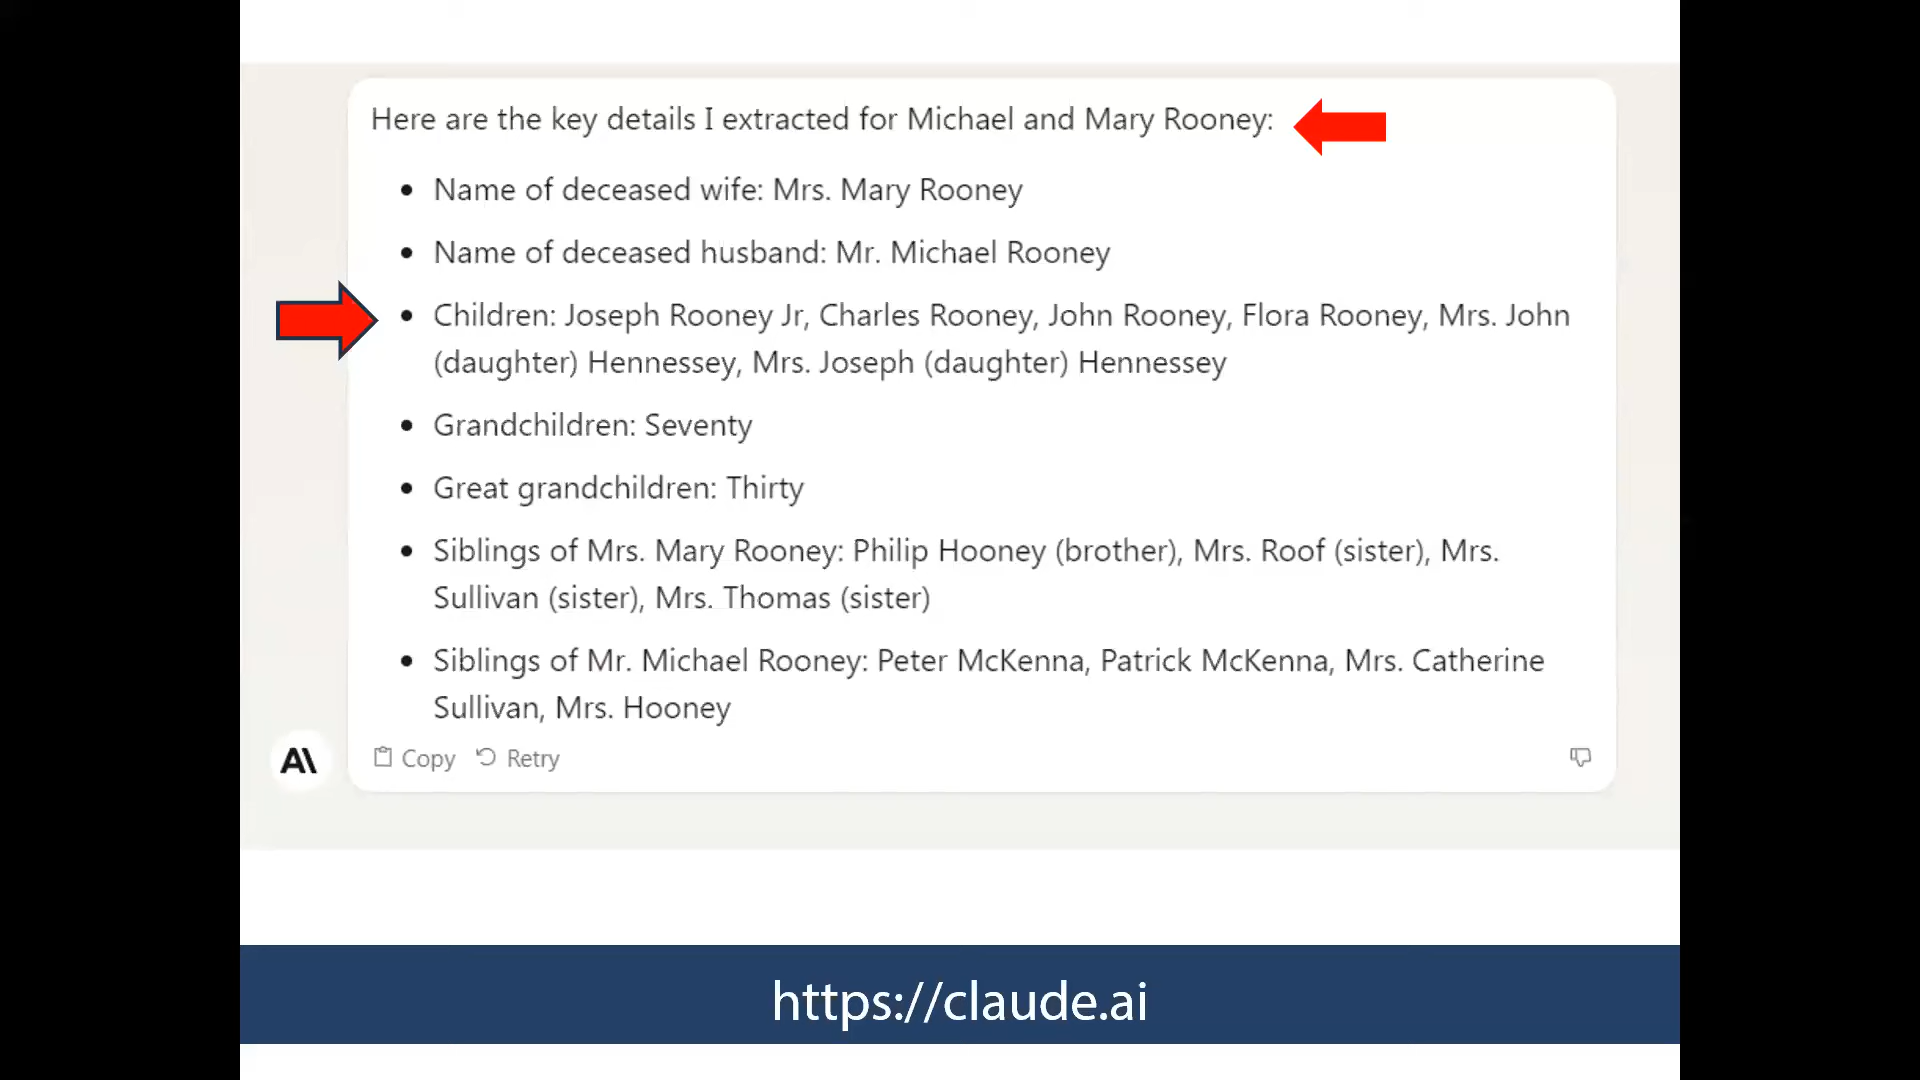 Here are the key details I extracted for Michael and Mary Rooney:
• Name of deceased wife: Mrs. Mary Rooney
• Name of deceased husband: Mr. Michael Rooney
• Children: Joseph Rooney Jr, Charles Rooney, John Rooney, Flora Rooney, Mrs. John
(daughter) Hennessey, Mrs. Joseph (daughter) Hennessey
• Grandchildren: Seventy
• Great grandchildren: Thirty
• Siblings of Mrs. Mary Rooney: Philip Hooney (brother), Mrs. Roof (sister), Mrs.
Sullivan (sister), Mrs. Thomas (sister)
• Siblings of Mr. Michael Rooney: Peter McKenna, Patrick McKenna, Mrs. Catherine
Sullivan, Mrs. Hooney
A\
Copy Retry
https://claude.ai